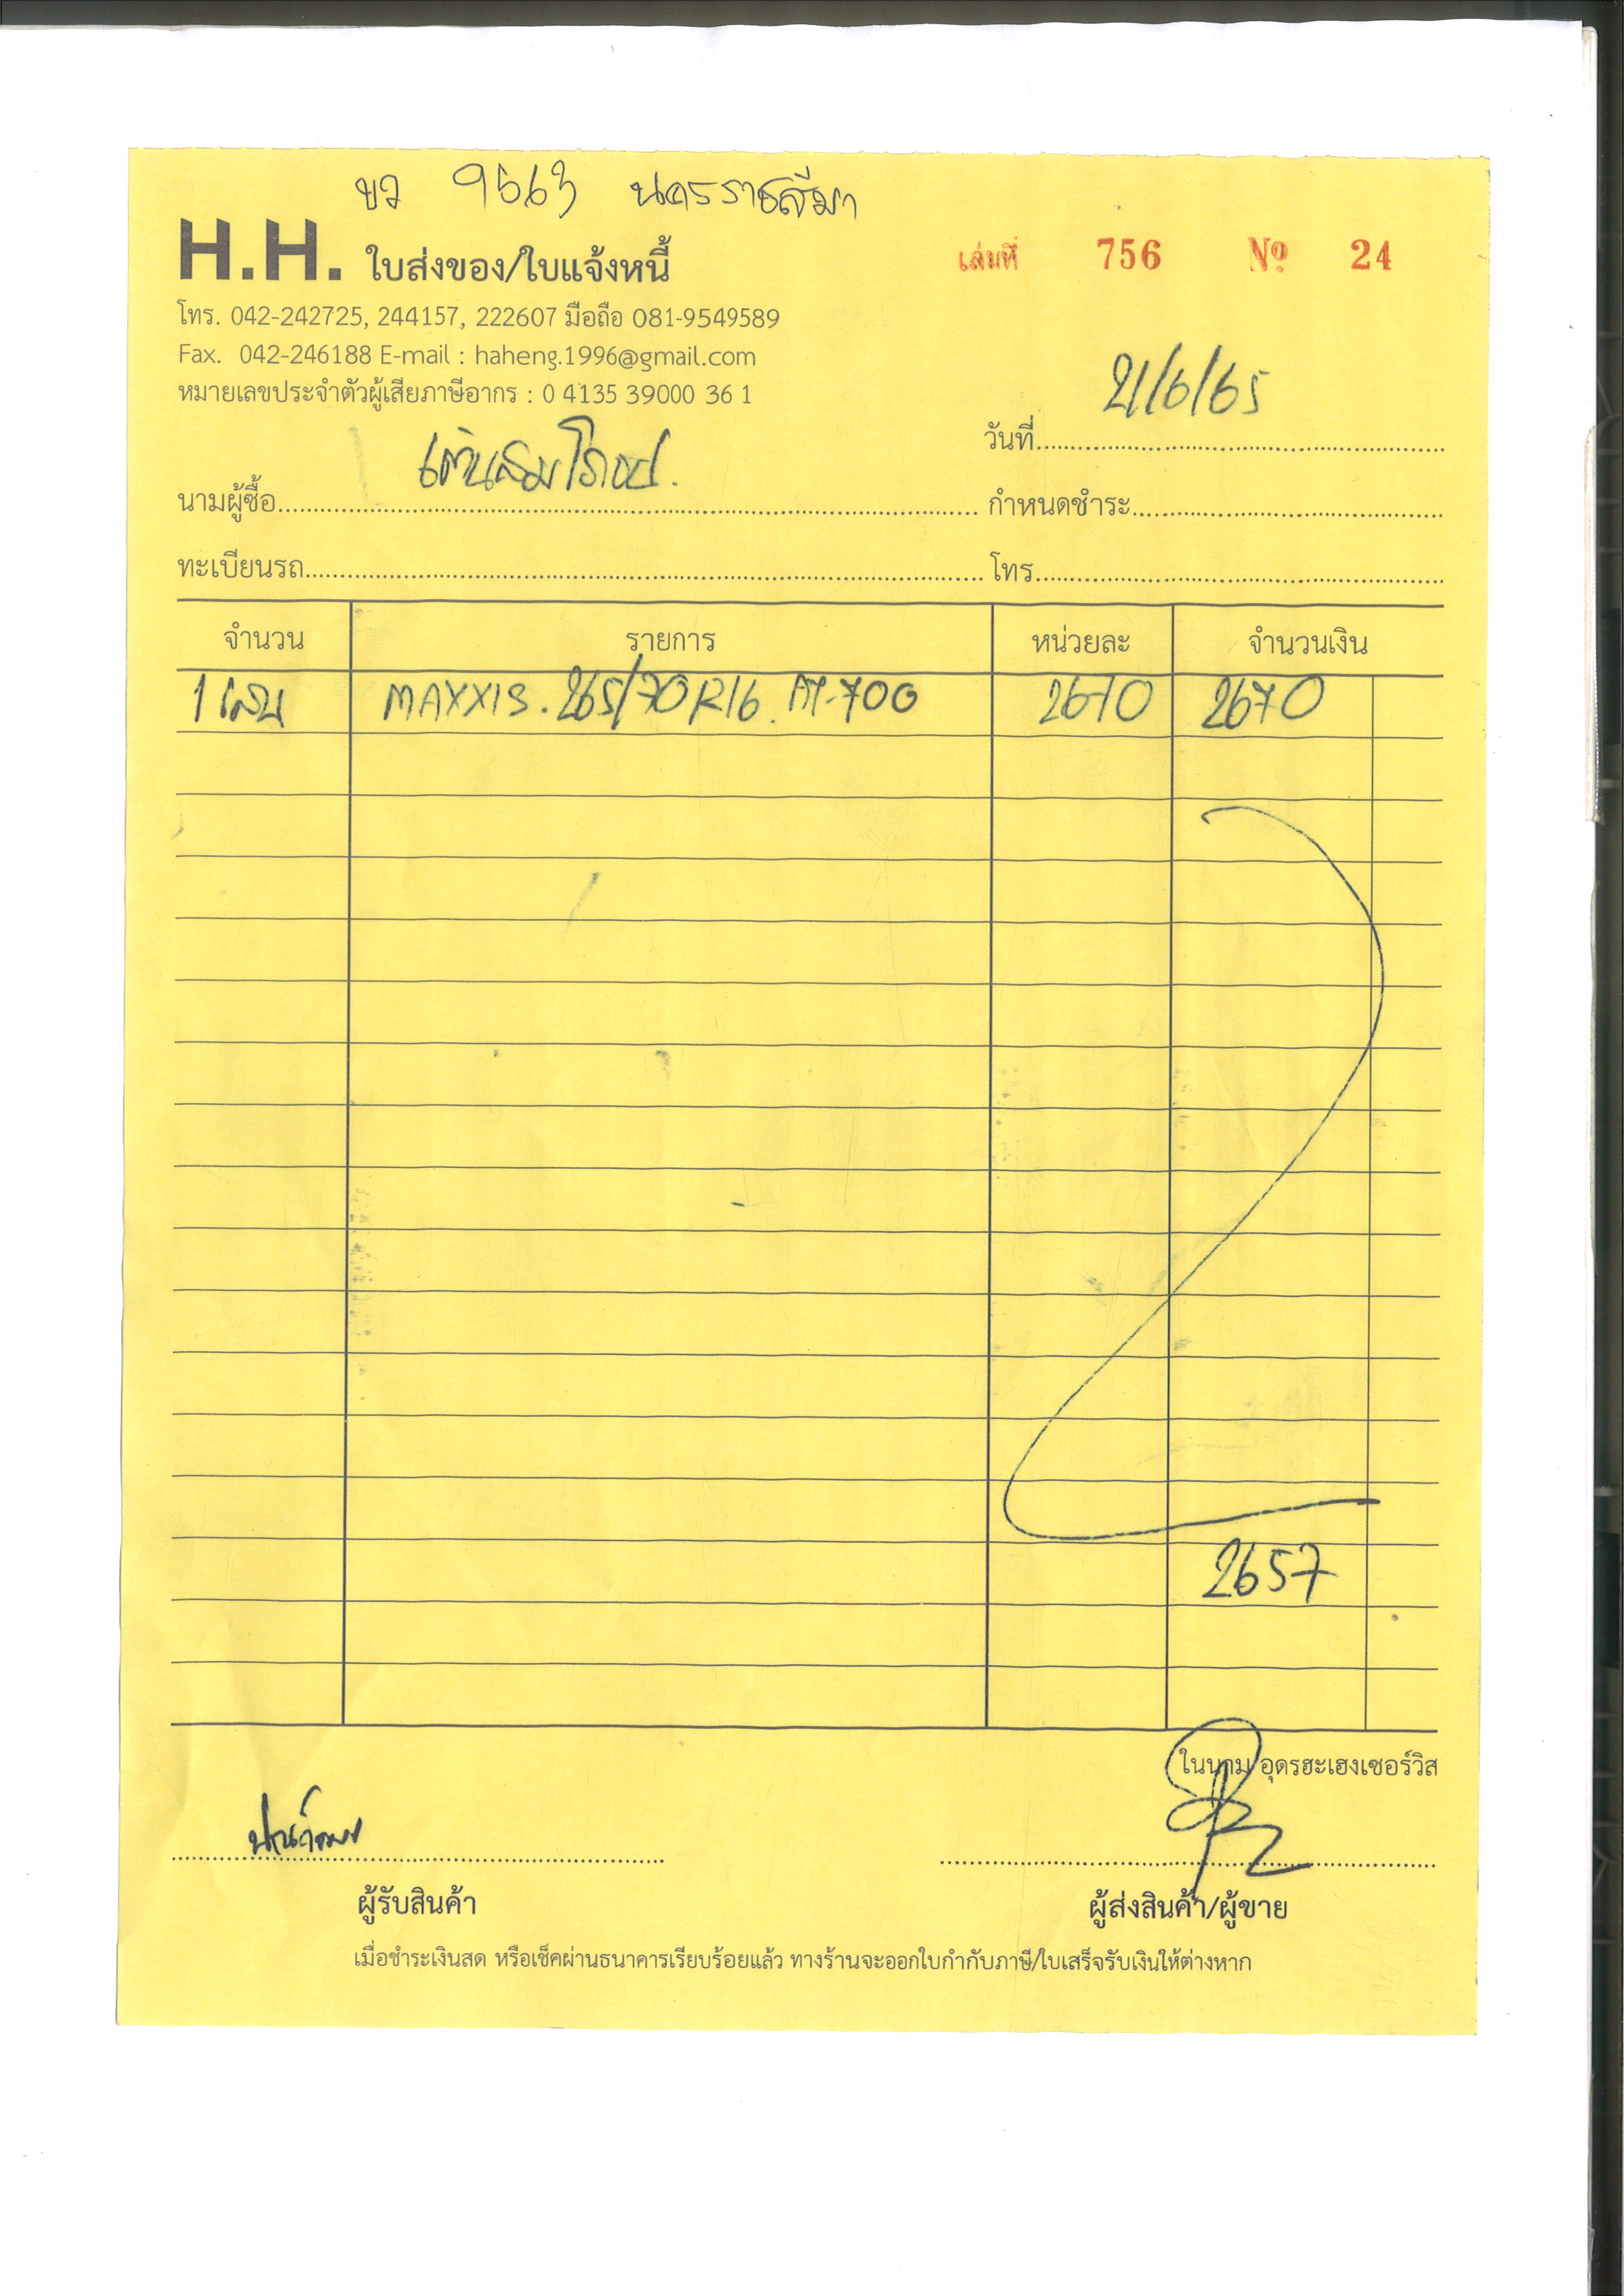 ขว 9563 นครราชสีมา
H.H. ใบส่งของ/ใบแจ้งหนี้ เล่มที่ 756 Nº 24
โทร. 042-242725, 244157, 222607 มือถือ 081-9549589
Fax. 042-246188 E-mail : haheng.1996@gmail.com
หมายเลขประจำตัวผู้เสียภาษีอากร : 0 4135 39000 36 1
วันที่ 21/6/65
นามผู้ซื้อ กำหนดชำระ
ทะเบียนรถ โทร.
จำนวน รายการ หน่วยละ จำนวนเงิน
1 เส้น MAXXIS. 265/70R16. AT-700 2670 2670
2657
ในนาม อุดรฮะเฮงเซอร์วิส
ผู้รับสินค้า ผู้ส่งสินค้า/ผู้ขาย
เมื่อชำระเงินสด หรือเช็คผ่านธนาคารเรียบร้อยแล้ว ทางร้านจะออกใบกำกับภาษี/ใบเสร็จรับเงินให้ต่างหาก